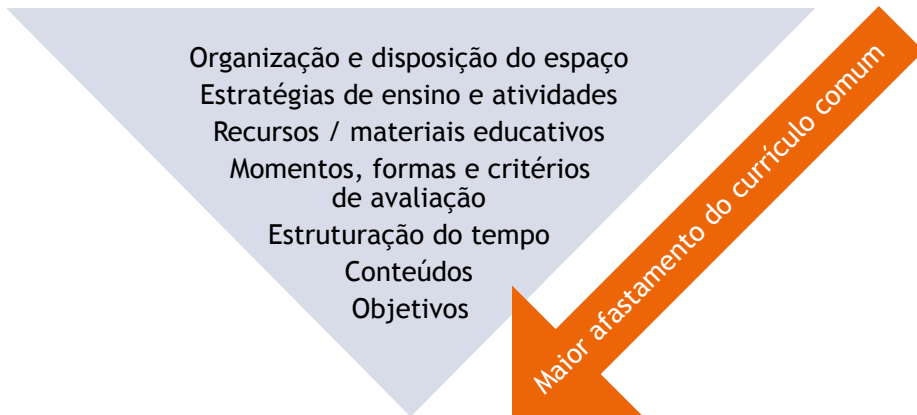 Organização e disposição do espaço
Estratégias de ensino e atividades
Recursos / materiais educativos
Momentos, formas e critérios
de avaliação
Estruturação do tempo
Conteúdos
Objetivos
Maior afastamento do currículo comum